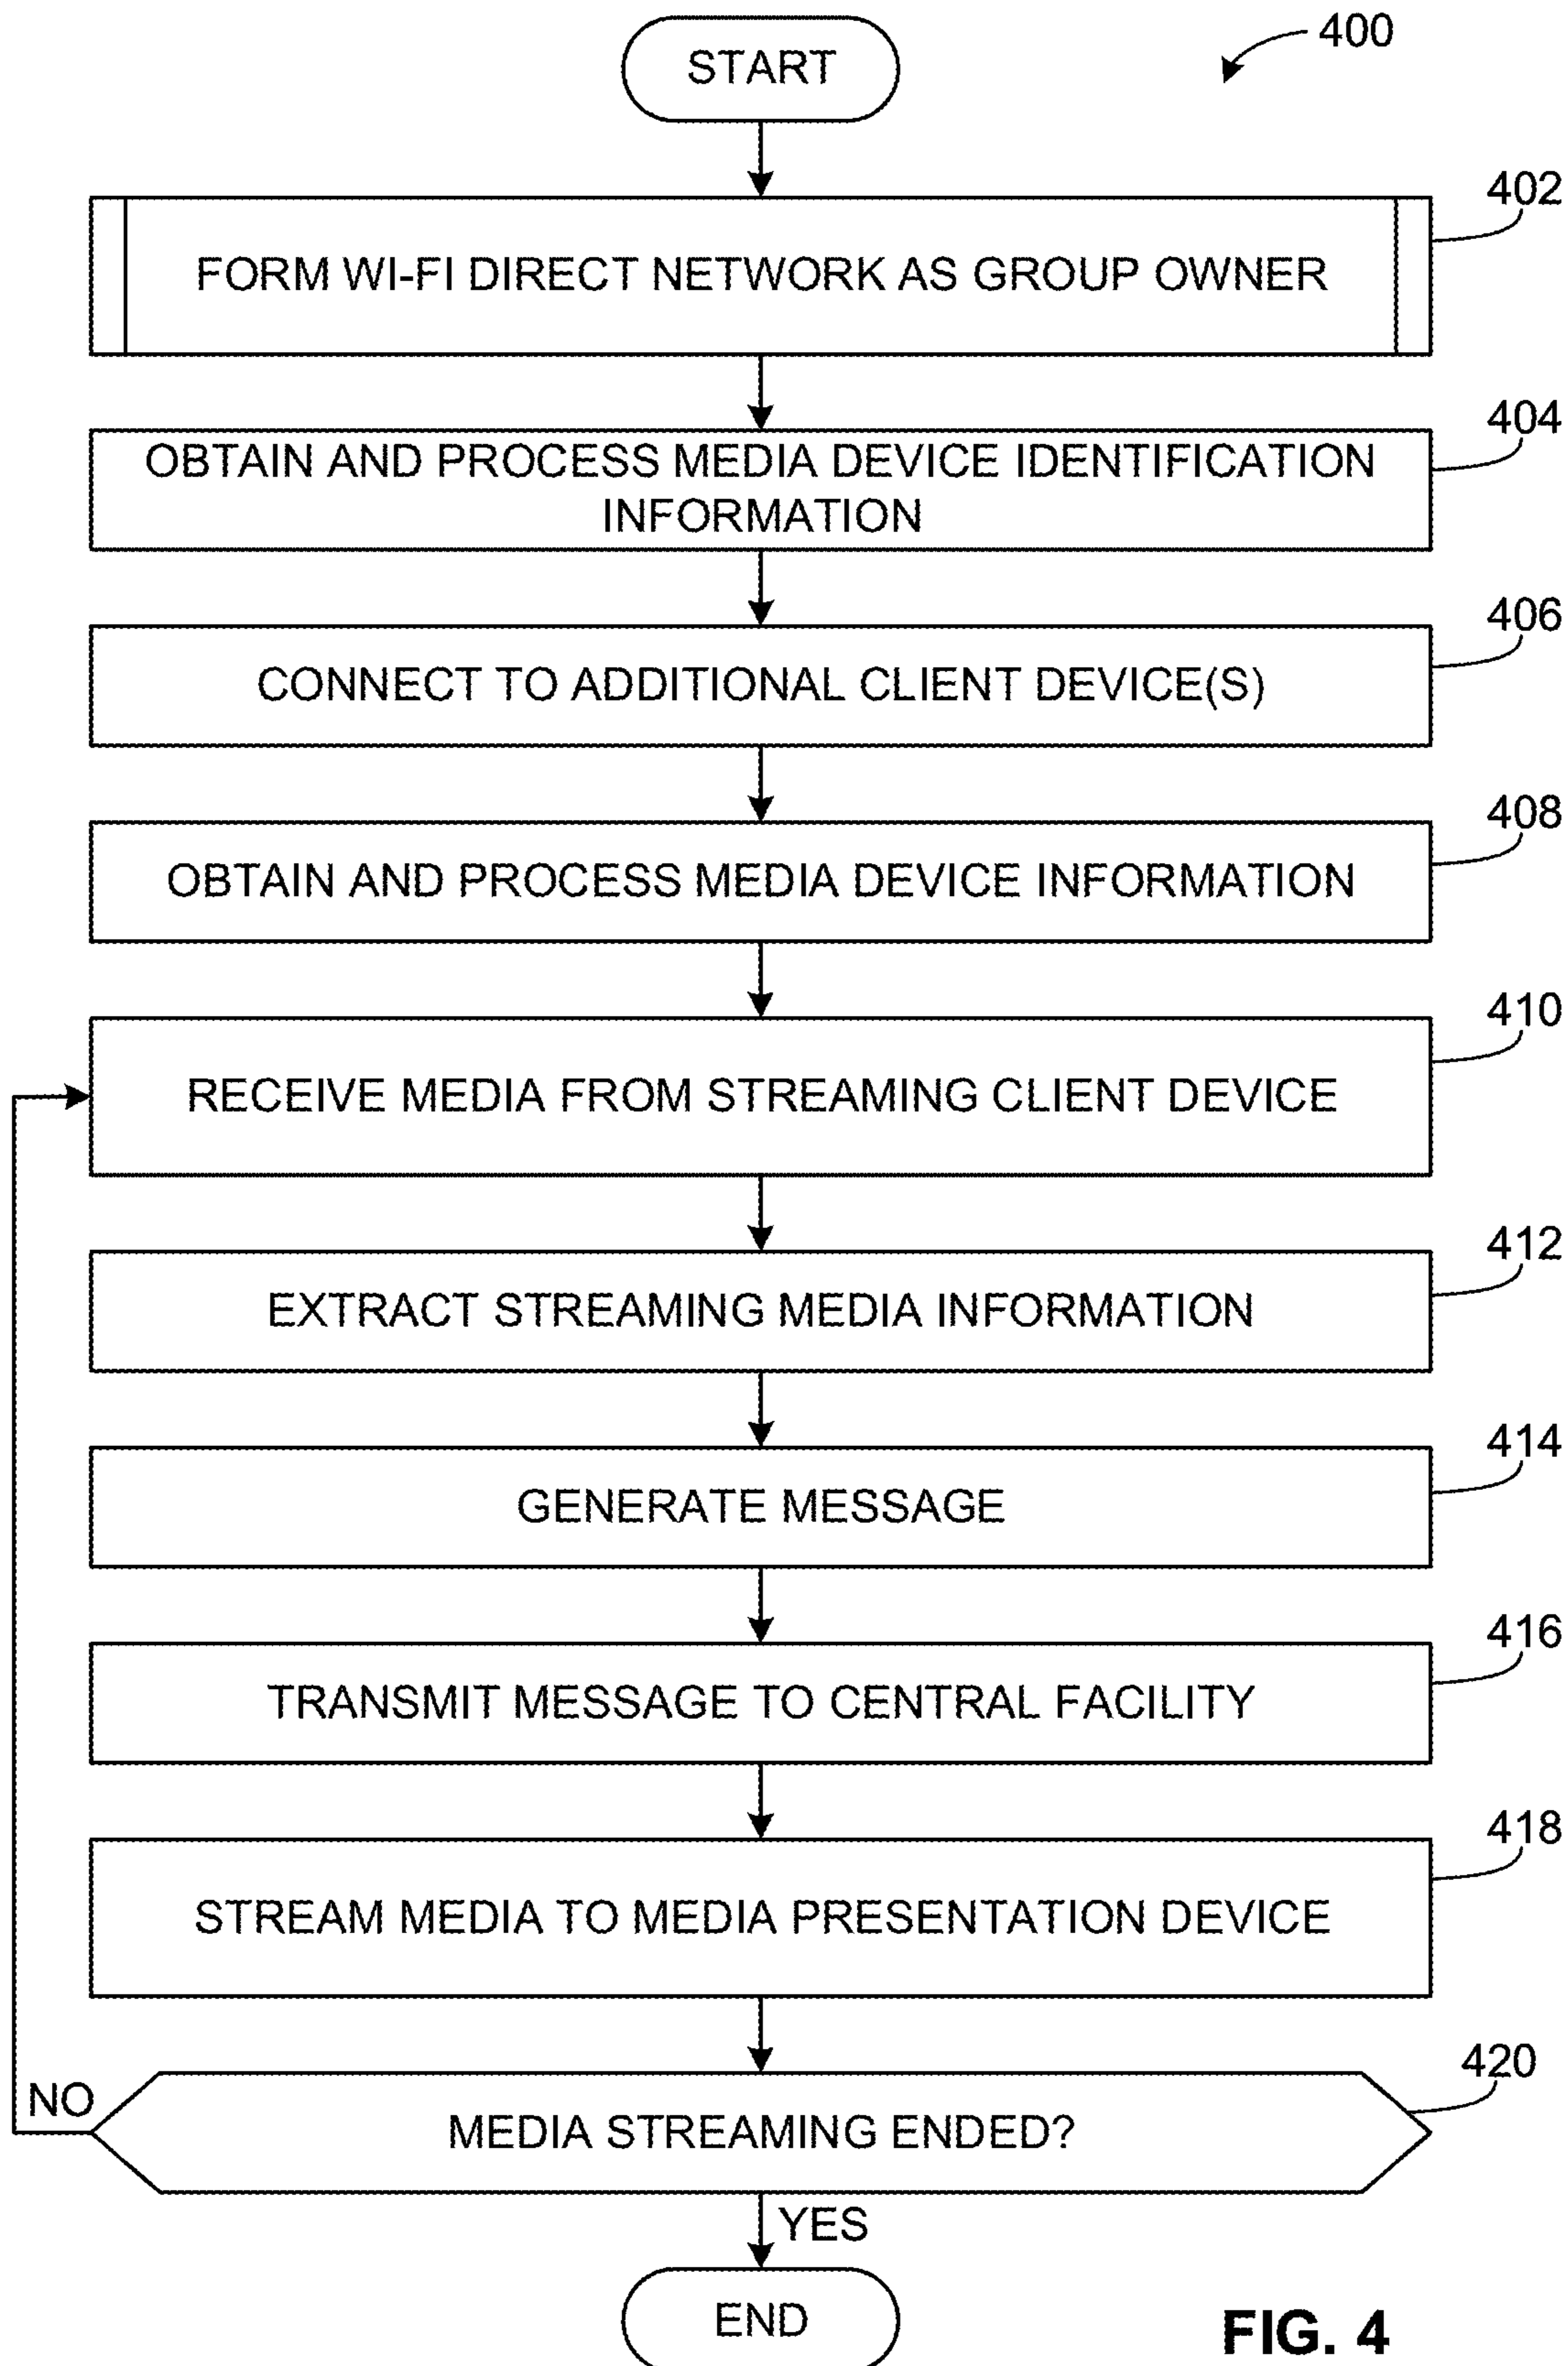 START
400
402
FORM WI-FI DIRECT NETWORK AS GROUP OWNER
404
OBTAIN AND PROCESS MEDIA DEVICE IDENTIFICATION
INFORMATION
406
CONNECT TO ADDITIONAL CLIENT DEVICE(S)
408
OBTAIN AND PROCESS MEDIA DEVICE INFORMATION
410
RECEIVE MEDIA FROM STREAMING CLIENT DEVICE
412
EXTRACT STREAMING MEDIA INFORMATION
414
GENERATE MESSAGE
416
TRANSMIT MESSAGE TO CENTRAL FACILITY
418
STREAM MEDIA TO MEDIA PRESENTATION DEVICE
420
NO
MEDIA STREAMING ENDED?
YES
END
FIG. 4